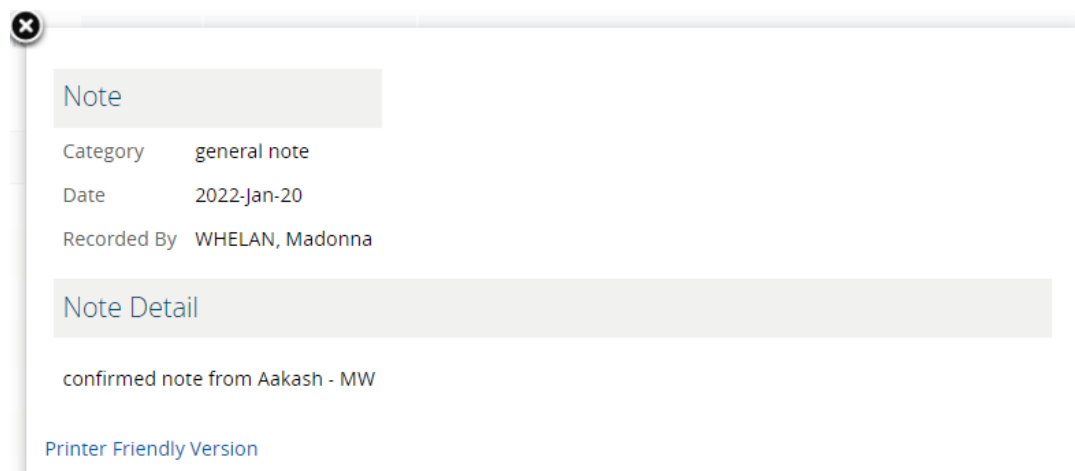 Note
Category general note
Date 2022-Jan-20
Recorded By WHELAN, Madonna
Note Detail
confirmed note from Aakash - MW
Printer Friendly Version